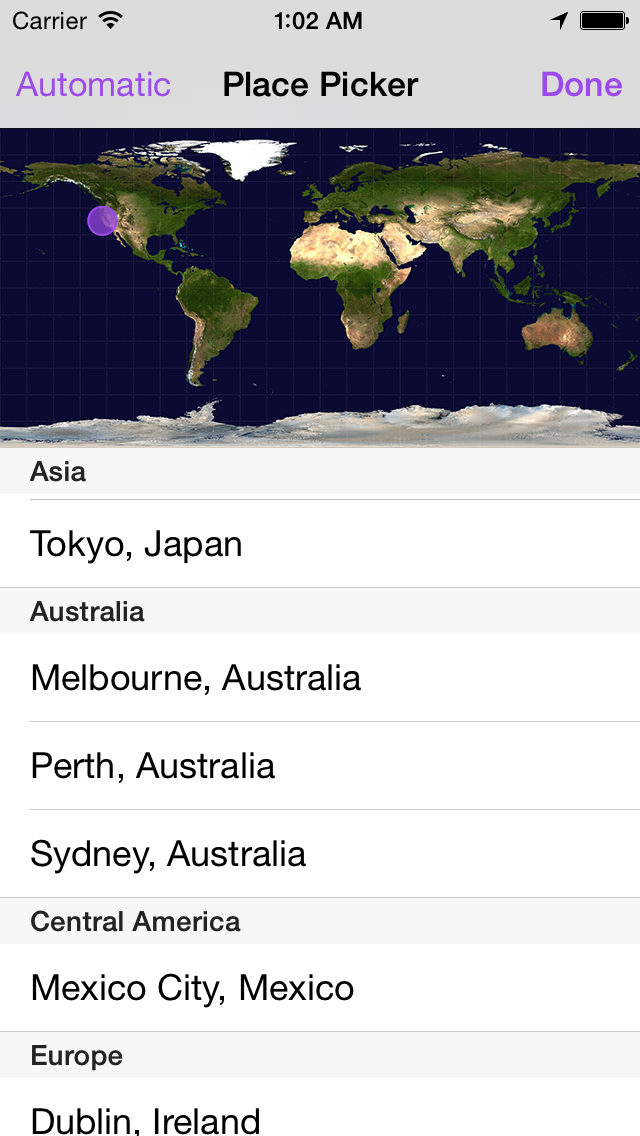 Carrier 1:02 AM
Automatic Place Picker Done
Asia
Tokyo, Japan
Australia
Melbourne, Australia
Perth, Australia
Sydney, Australia
Central America
Mexico City, Mexico
Europe
Dublin, Ireland